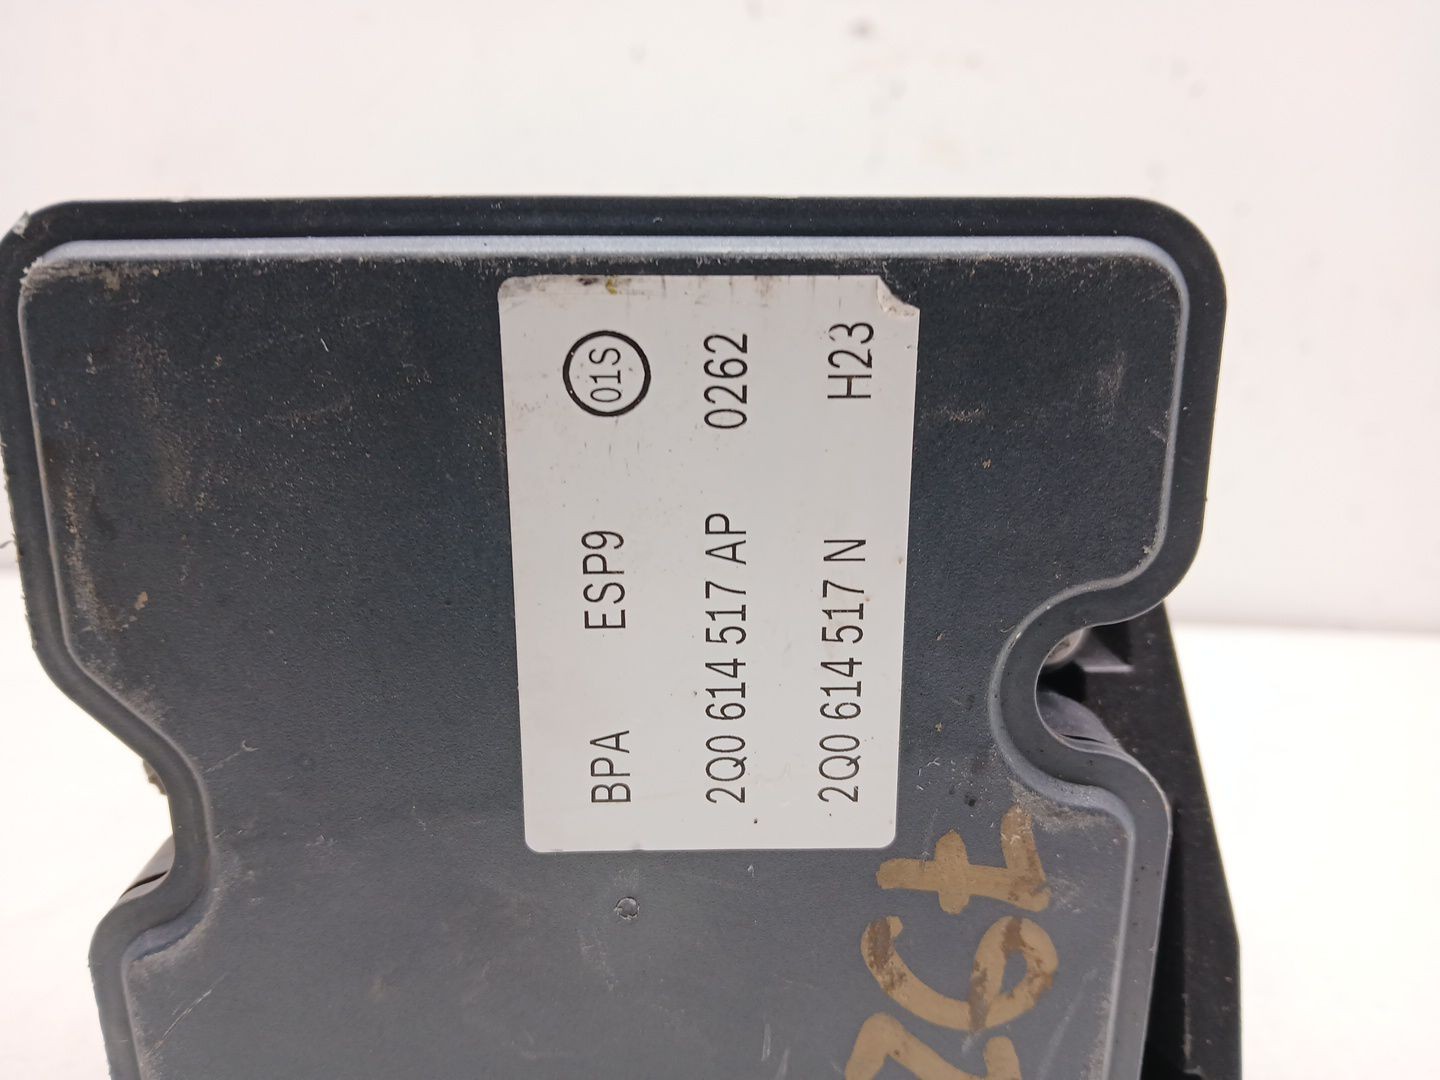 BPA ESP9 01S
2Q0 614 517 AP 0262
2Q0 614 517 N H23